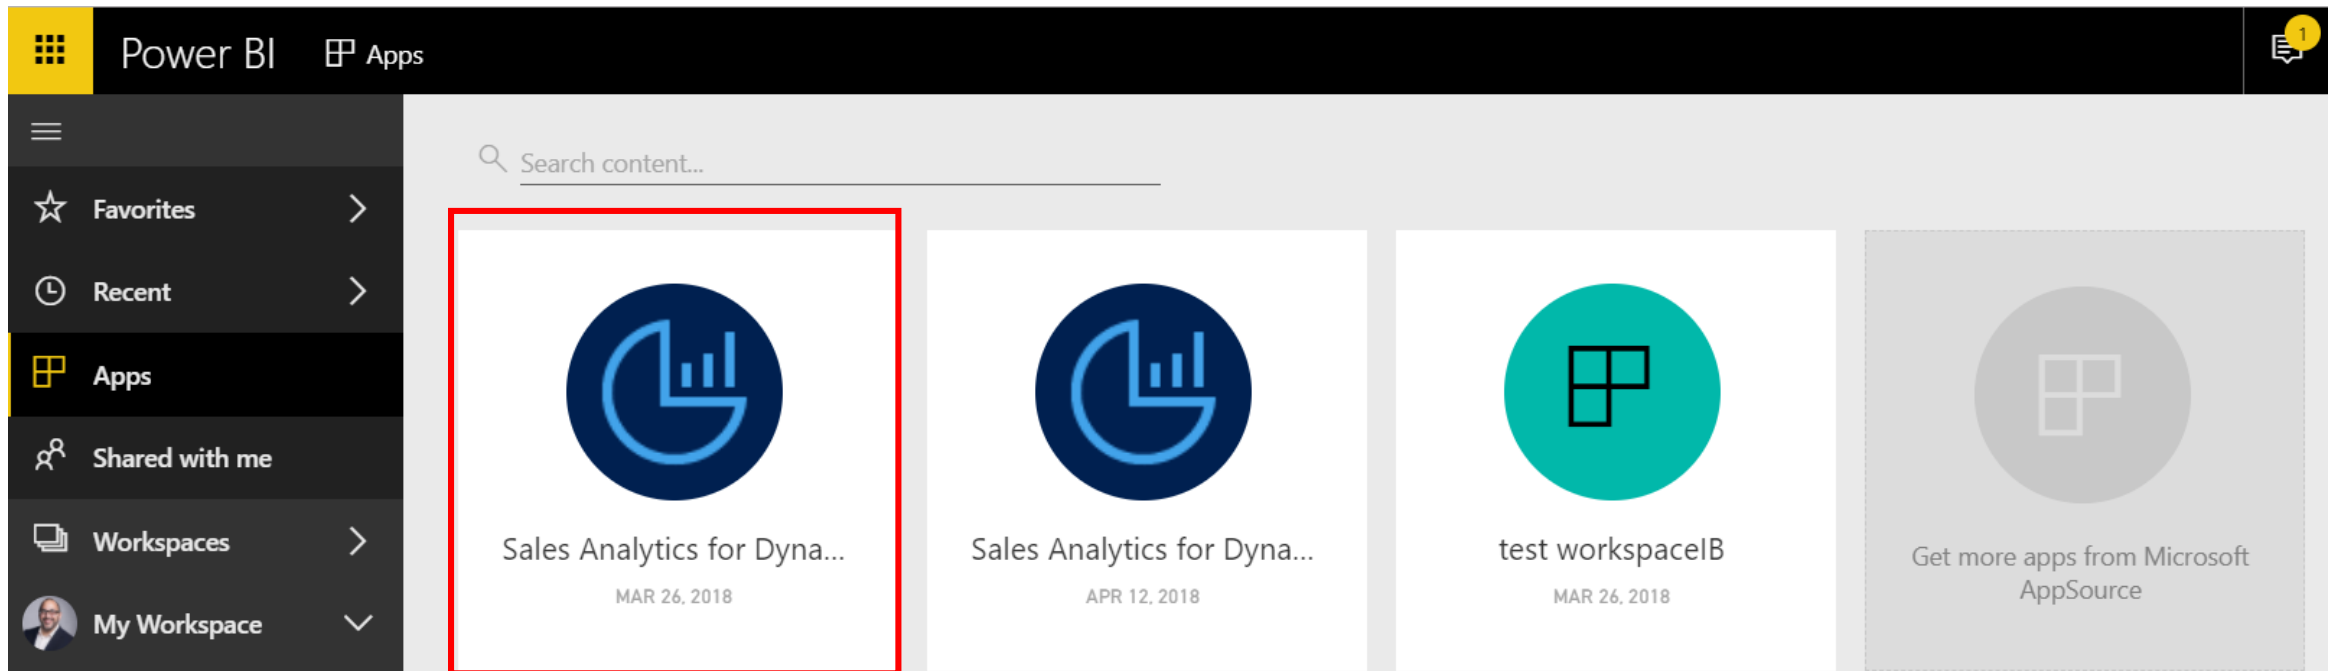 Power BI
Apps
1
Search content...
Favorites
Recent
Apps
Shared with me
Workspaces
My Workspace
Sales Analytics for Dyna...
MAR 26, 2018
Sales Analytics for Dyna...
APR 12, 2018
test workspaceIB
MAR 26, 2018
Get more apps from Microsoft
AppSource